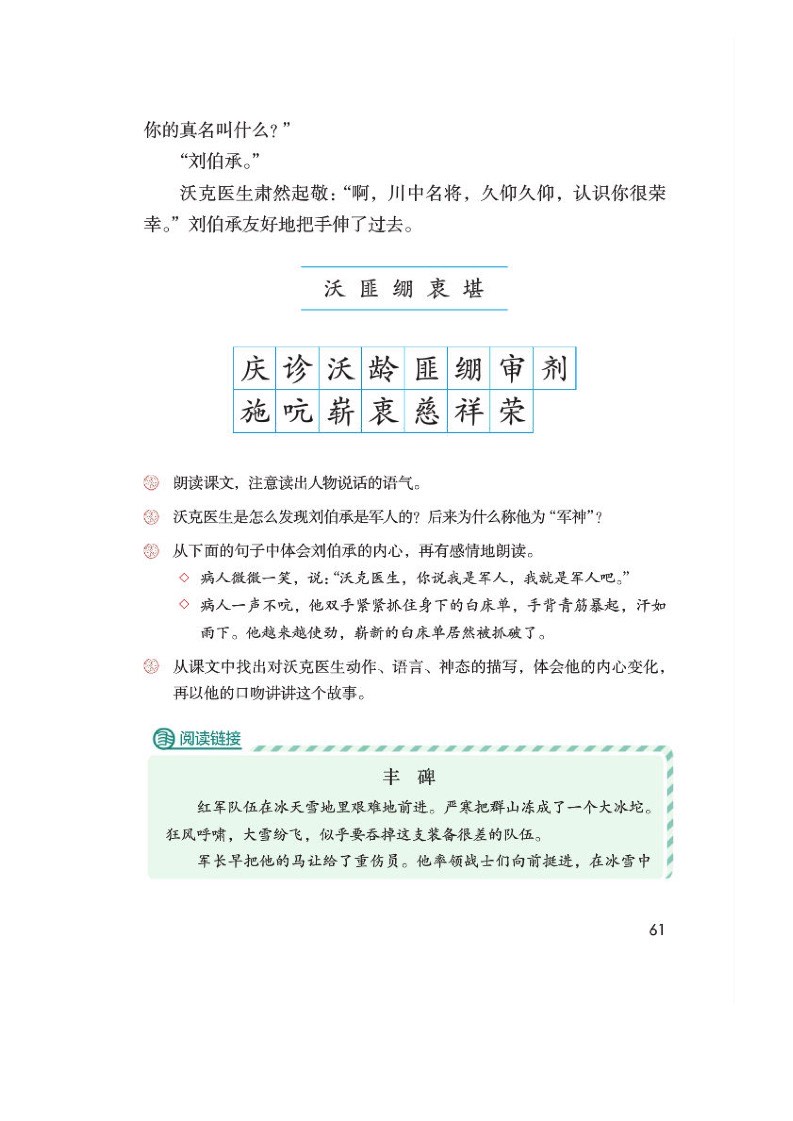 你的真名叫什么？”
“刘伯承。”
沃克医生肃然起敬：“啊，川中名将，久仰久仰，认识你很荣
幸。”刘伯承友好地把手伸了过去。
沃 匪 绷 衷 堪
庆 诊 沃 龄 匪 绷 审 剂
施 吭 崭 衷 慈 祥 荣
朗读课文，注意读出人物说话的语气。
沃克医生是怎么发现刘伯承是军人的？后来为什么称他为“军神”？
从下面的句子中体会刘伯承的内心，再有感情地朗读。
◇ 病人微微一笑，说：“沃克医生，你说我是军人，我就是军人吧。”
◇ 病人一声不吭，他双手紧紧抓住身下的白床单，手背青筋暴起，汗如
雨下。他越来越使劲，崭新的白床单居然被抓破了。
从课文中找出对沃克医生动作、语言、神态的描写，体会他的内心变化，
再以他的口吻讲讲这个故事。
阅读链接
丰 碑
红军队伍在冰天雪地里艰难地前进。严寒把群山冻成了一个大冰坨。
狂风呼啸，大雪纷飞，似乎要吞掉这支装备很差的队伍。
军长早把他的马让给了重伤员。他率领战士们向前挺进，在冰雪中
61